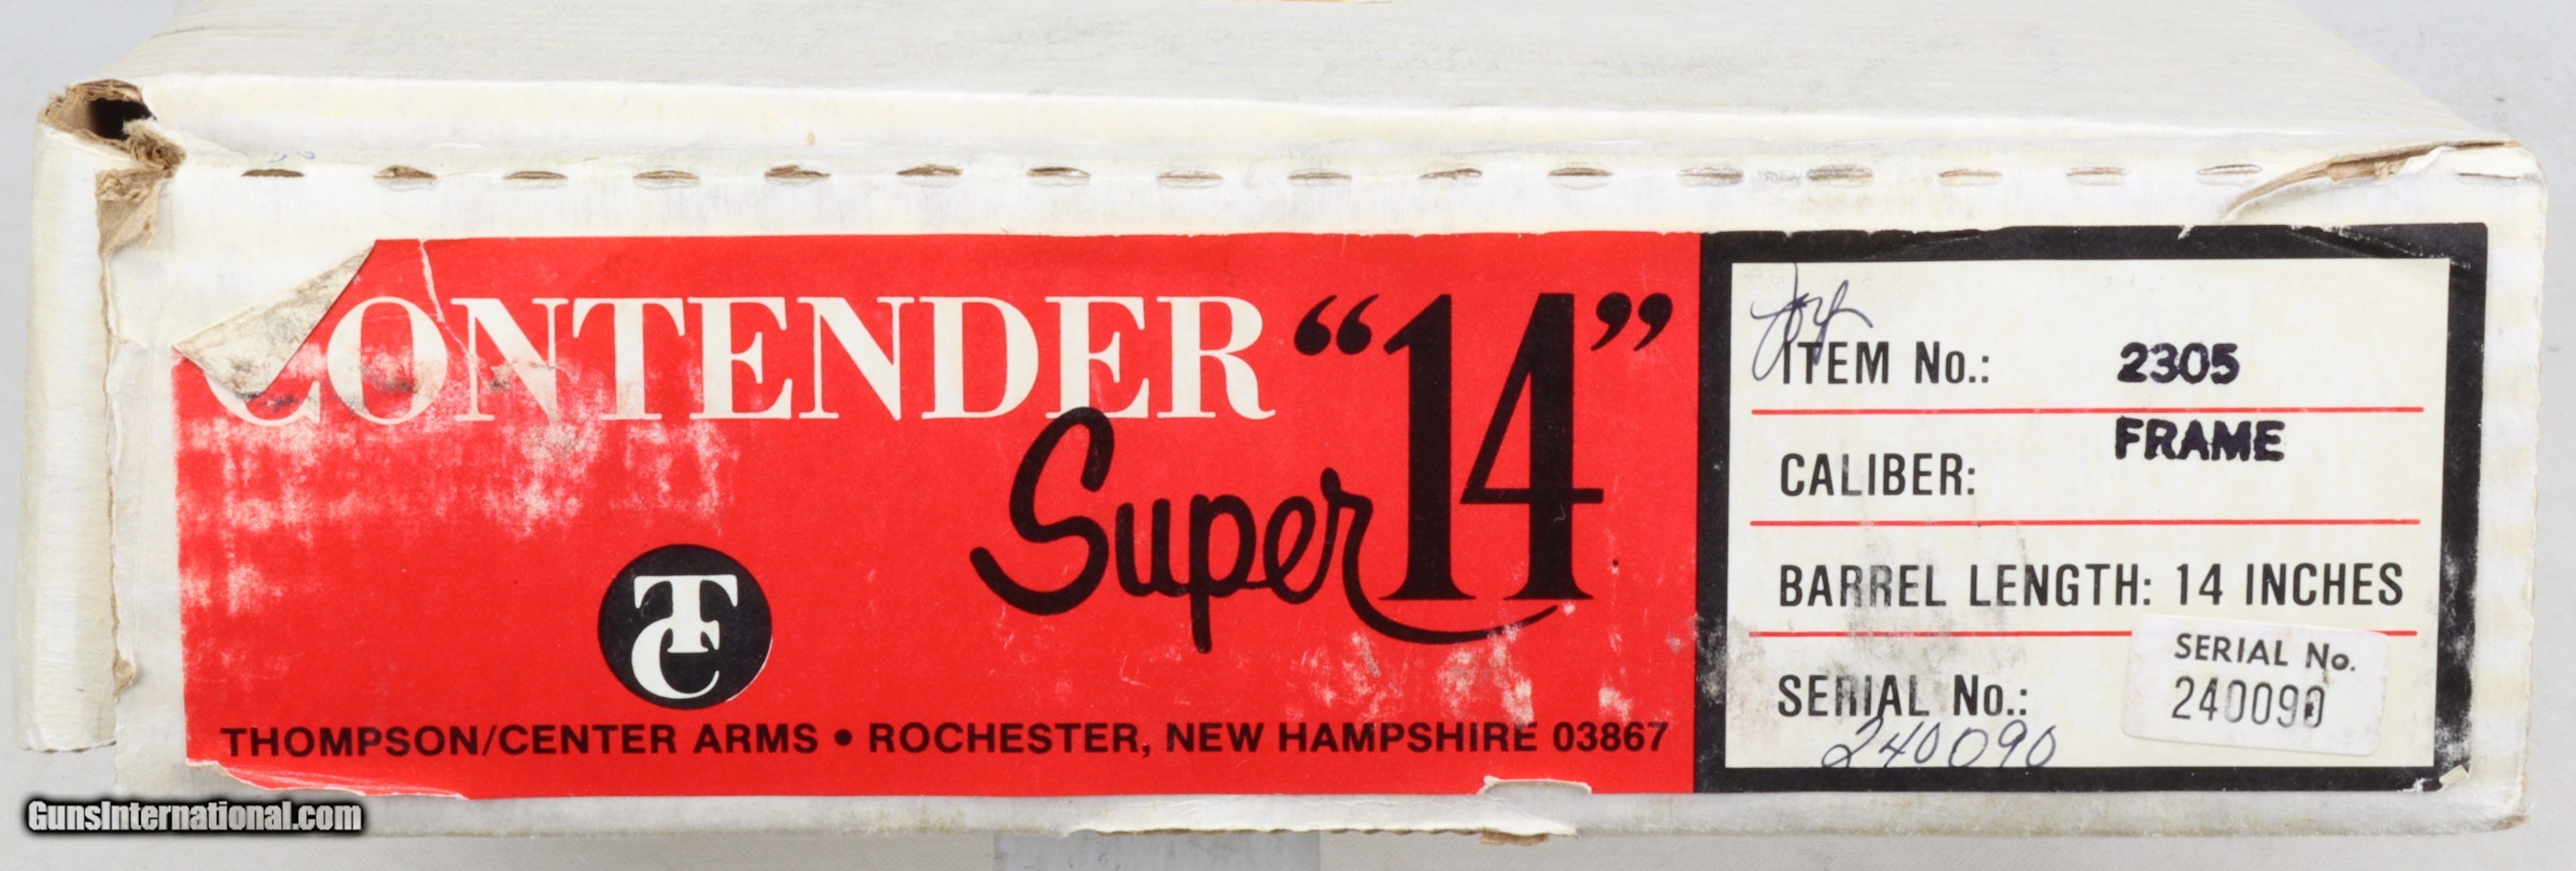 CONTENDER "14"
Super 14
TC
THOMPSON/CENTER ARMS • ROCHESTER, NEW HAMPSHIRE 03867
ITEM No.: 2305
FRAME
CALIBER:
BARREL LENGTH: 14 INCHES
SERIAL No.:
240090
SERIAL No.
240090
GunsInternational.com